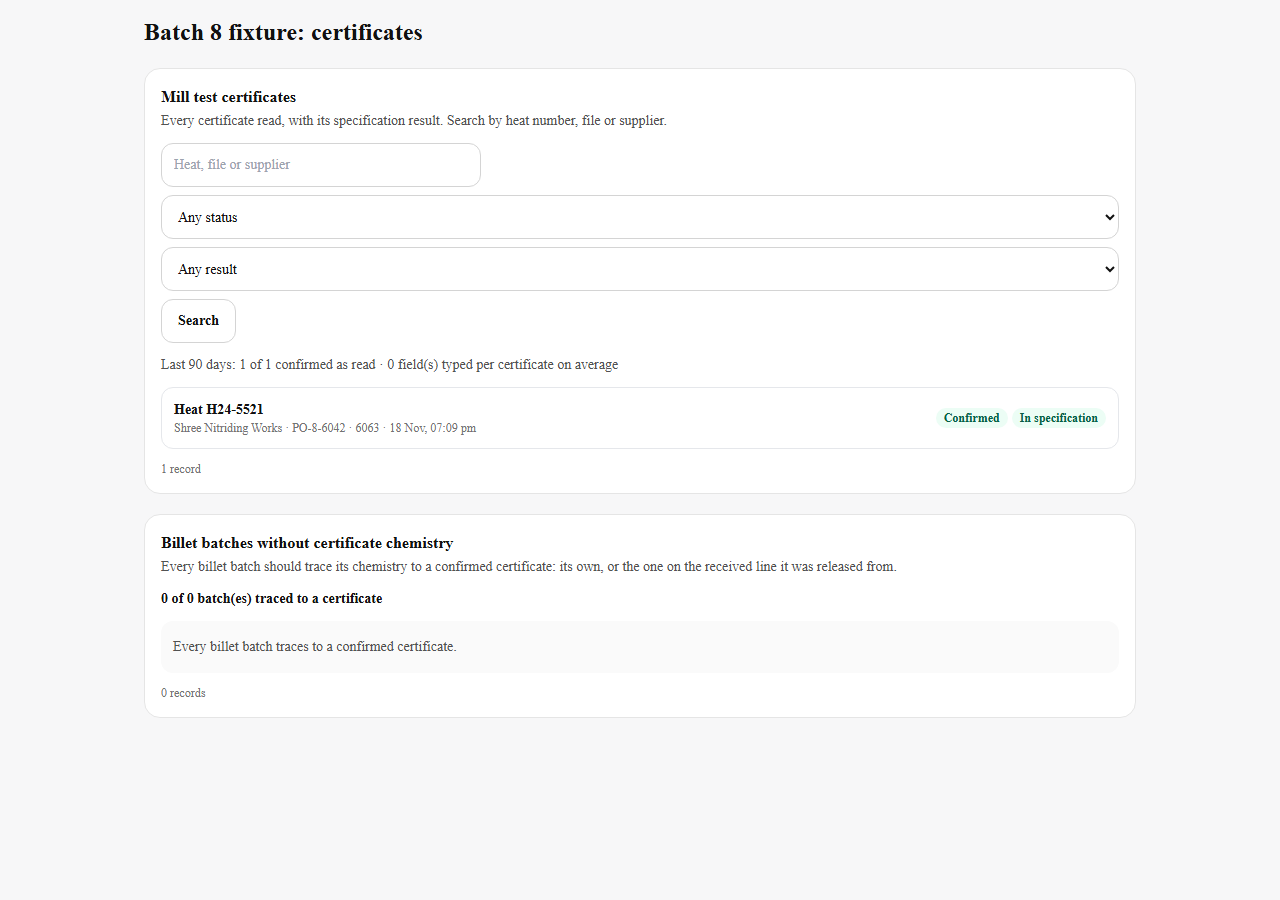 Batch 8 fixture: certificates
Mill test certificates
Every certificate read, with its specification result. Search by heat number, file or supplier.
Heat, file or supplier
Any status
Any result
Search
Last 90 days: 1 of 1 confirmed as read · 0 field(s) typed per certificate on average
Heat H24-5521
Confirmed In specification
Shree Nitriding Works · PO-8-6042 · 6063 · 18 Nov, 07:09 pm
1 record
Billet batches without certificate chemistry
Every billet batch should trace its chemistry to a confirmed certificate: its own, or the one on the received line it was released from.
0 of 0 batch(es) traced to a certificate
Every billet batch traces to a confirmed certificate.
0 records